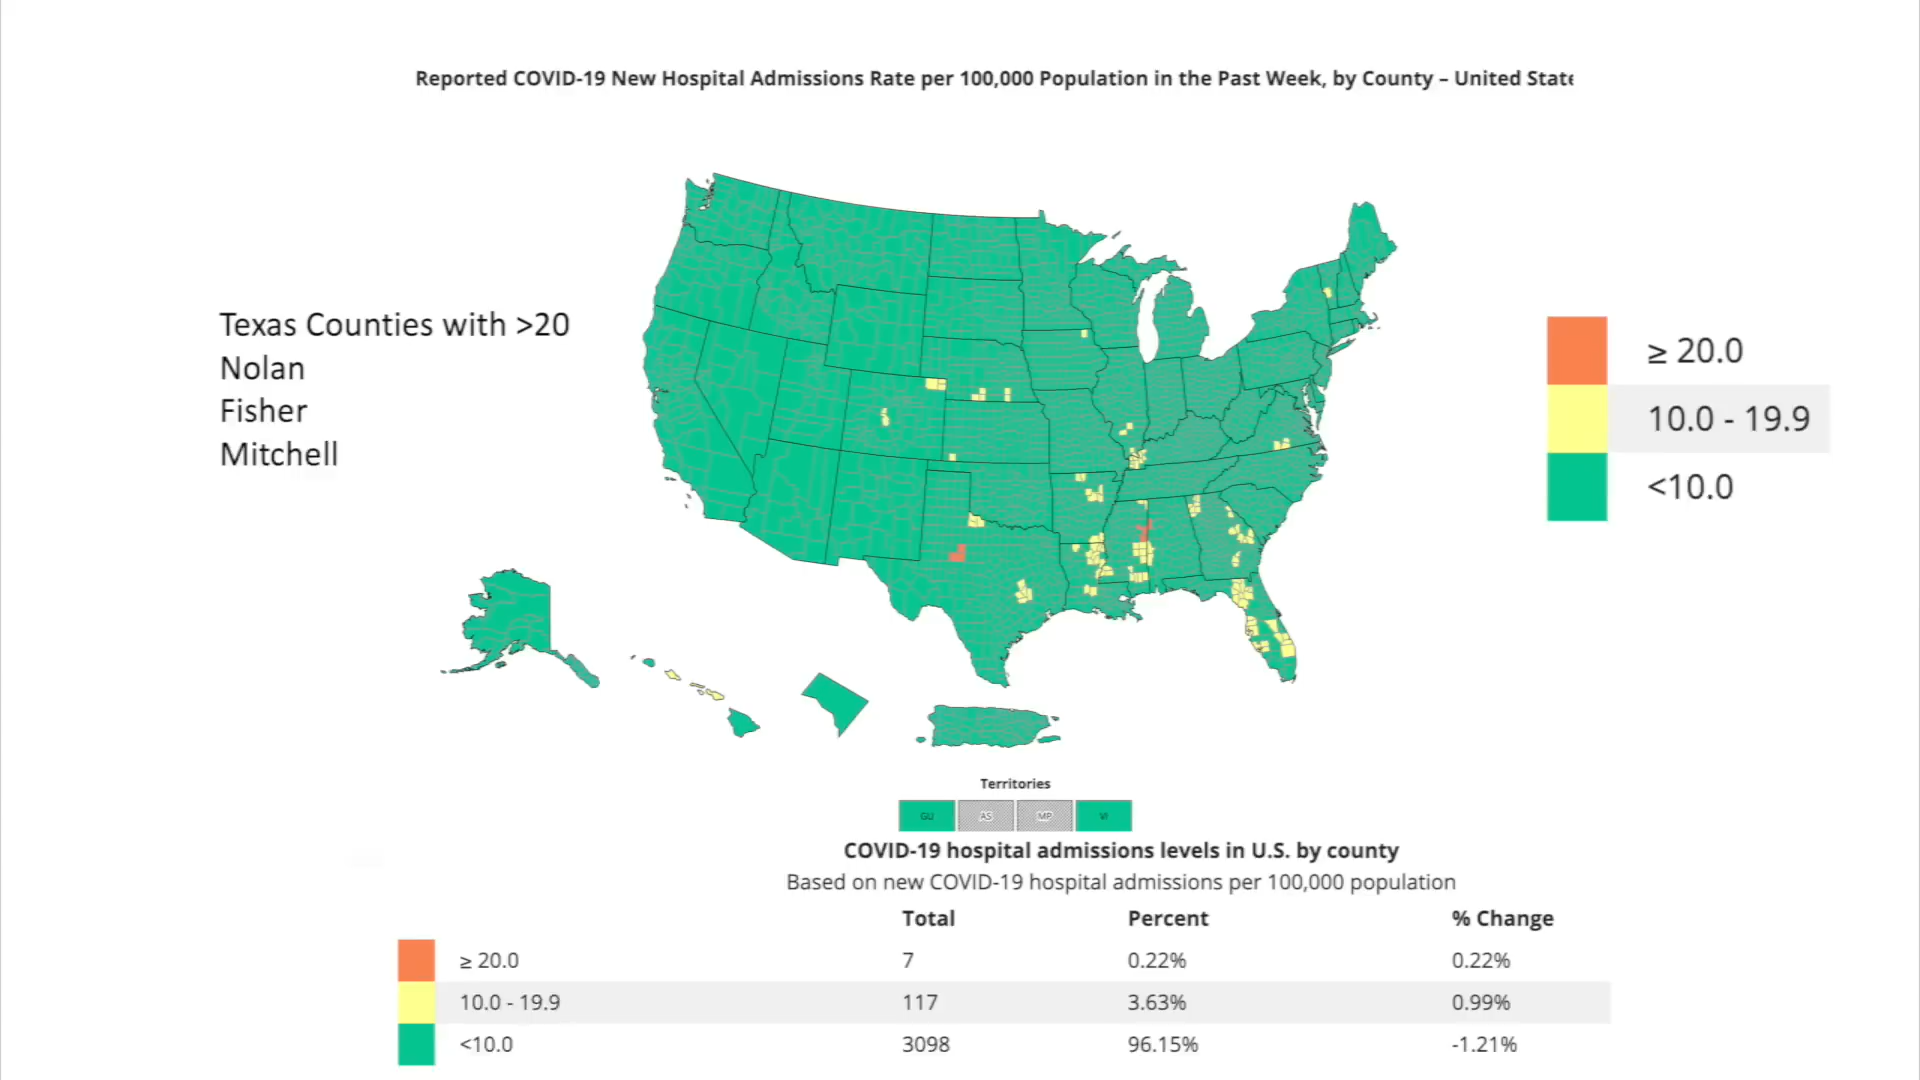 Reported COVID-19 New Hospital Admissions Rate per 100,000 Population in the Past Week, by County – United State
Texas Counties with >20
Nolan
Fisher
Mitchell
≥ 20.0
10.0 - 19.9
<10.0
Territories
GU AS MP VI
COVID-19 hospital admissions levels in U.S. by county
Based on new COVID-19 hospital admissions per 100,000 population
Total Percent % Change
≥ 20.0 7 0.22% 0.22%
10.0 - 19.9 117 3.63% 0.99%
<10.0 3098 96.15% -1.21%